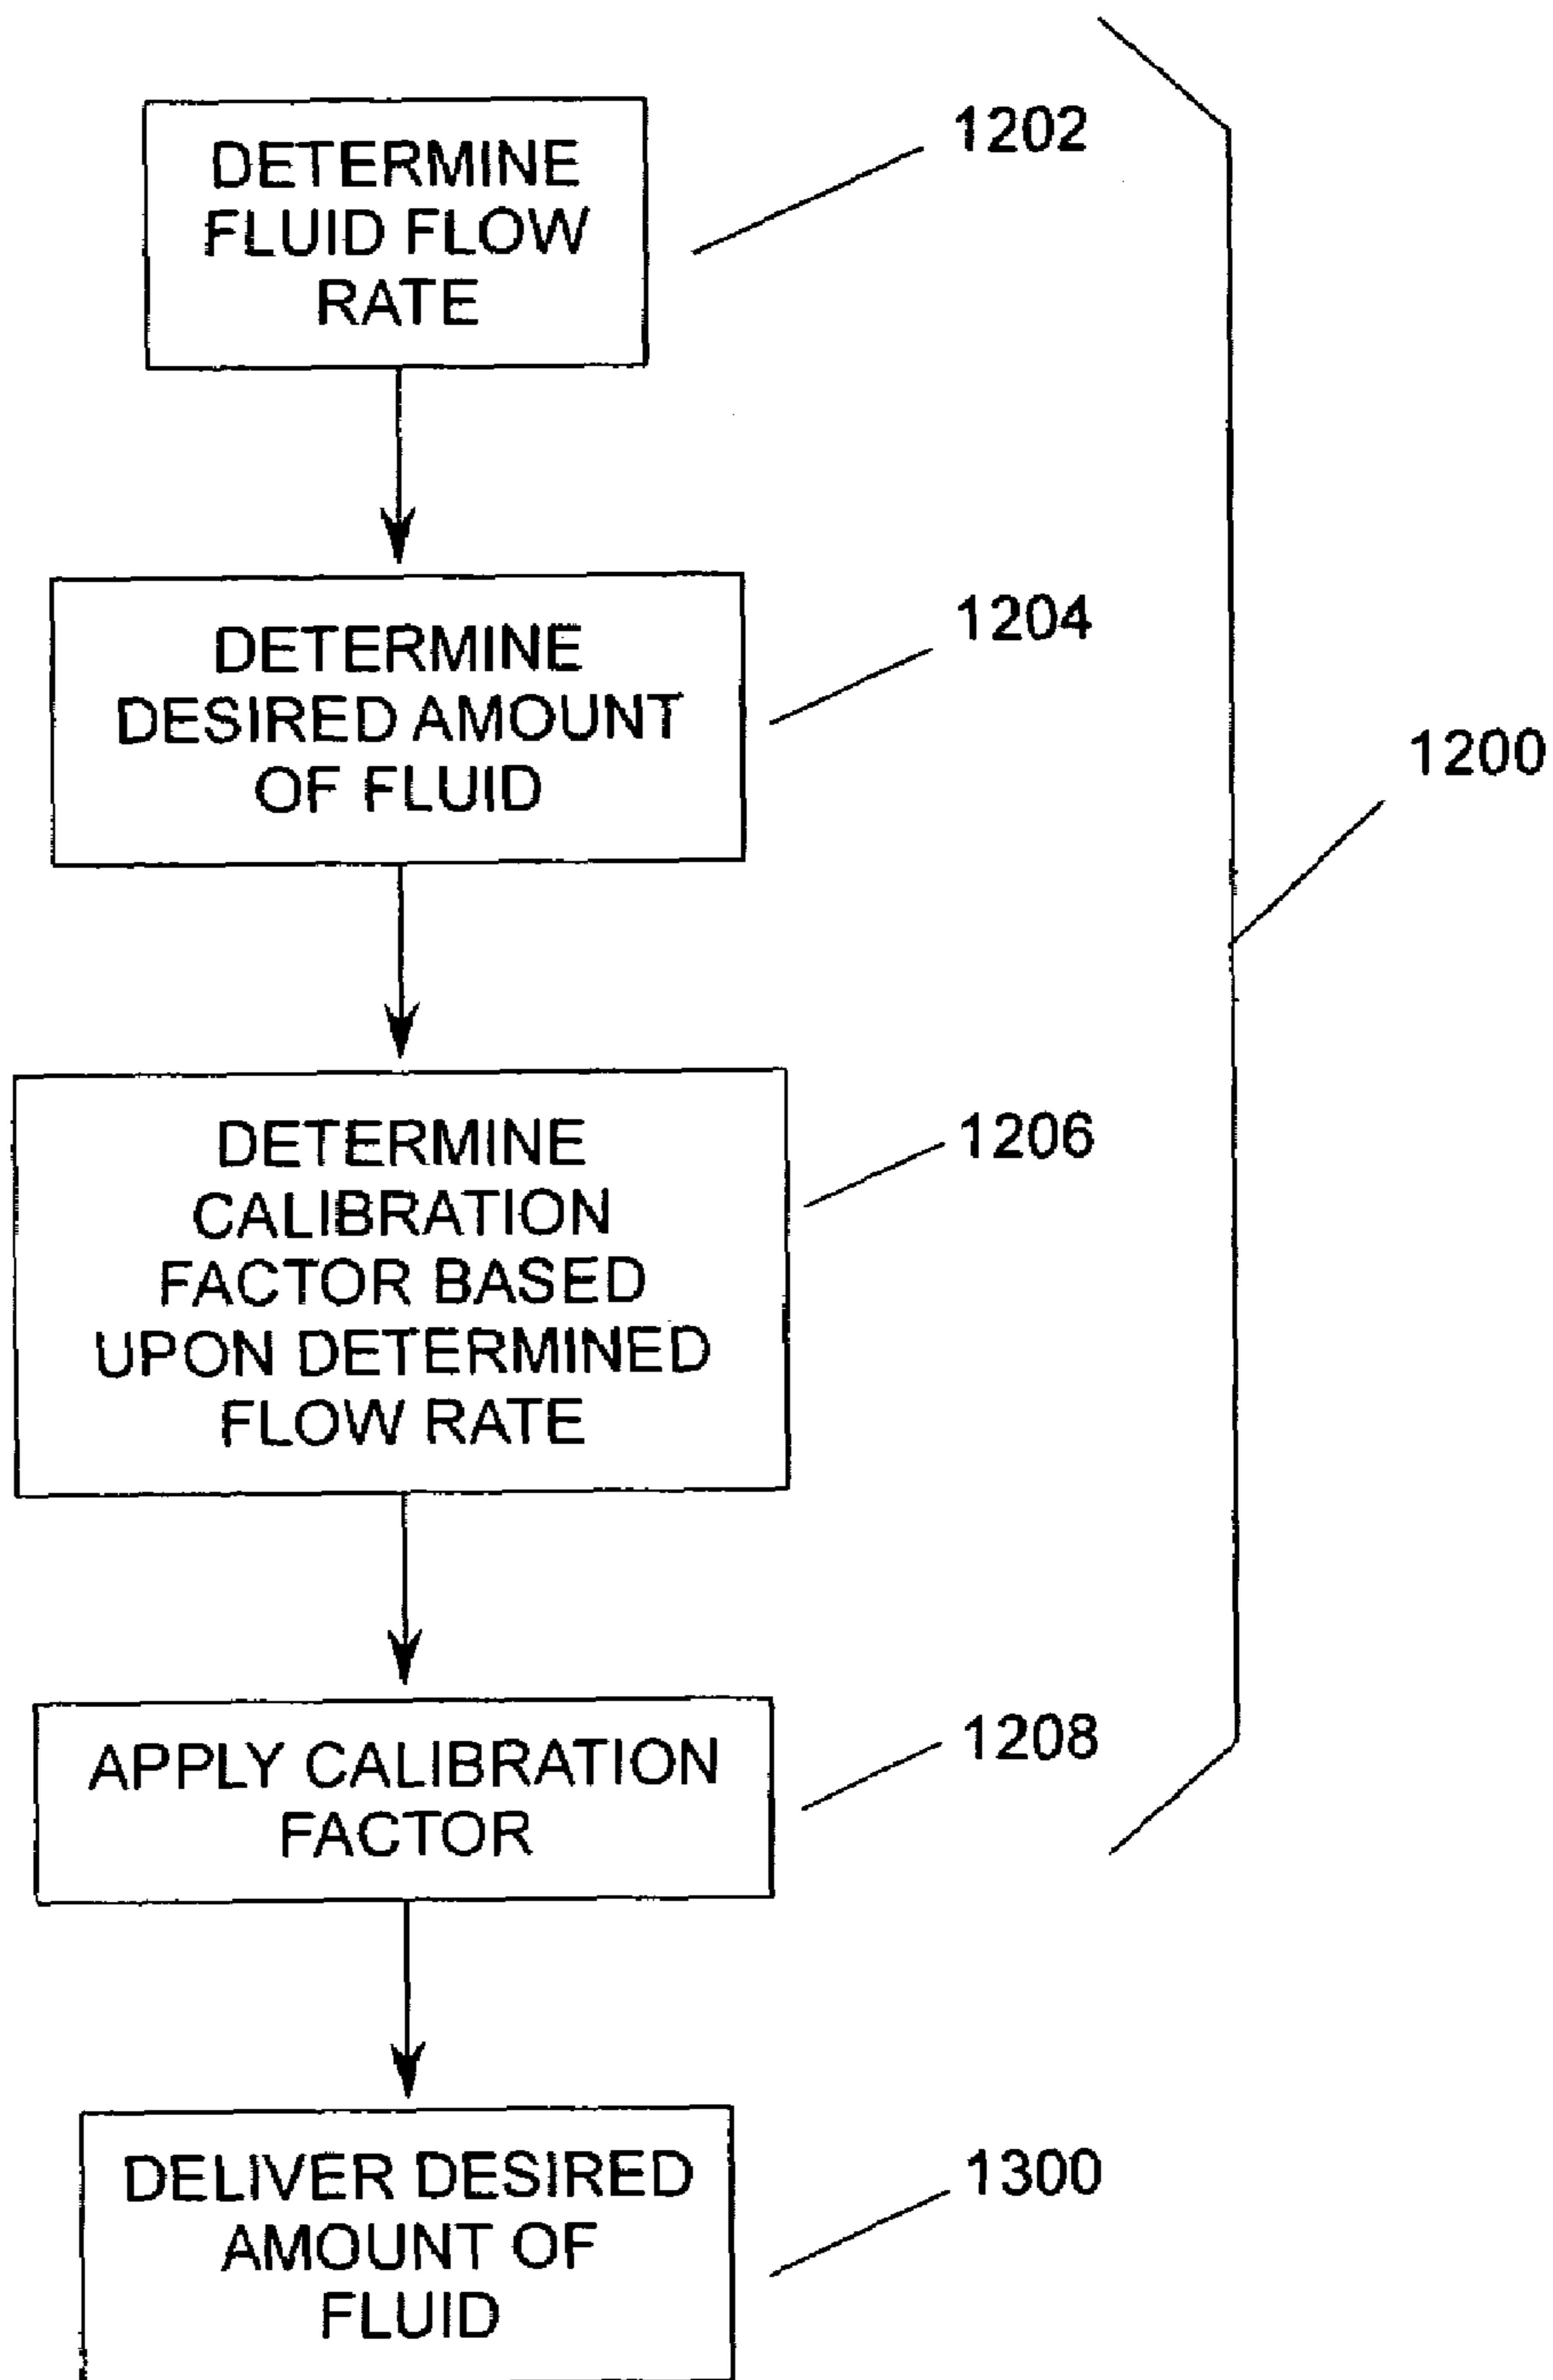 DETERMINE
FLUID FLOW
RATE
1202
DETERMINE
DESIRED AMOUNT
OF FLUID
1204
1200
DETERMINE
CALIBRATION
FACTOR BASED
UPON DETERMINED
FLOW RATE
1206
APPLY CALIBRATION
FACTOR
1208
DELIVER DESIRED
AMOUNT OF
FLUID
1300